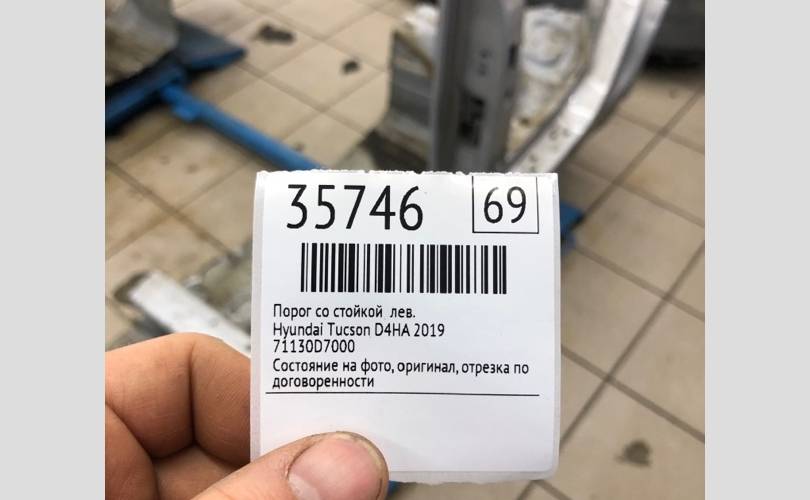 35746 69
Порог со стойкой лев.
Hyundai Tucson D4HA 2019
71130D7000
Состояние на фото, оригинал, отрезка по
договоренности